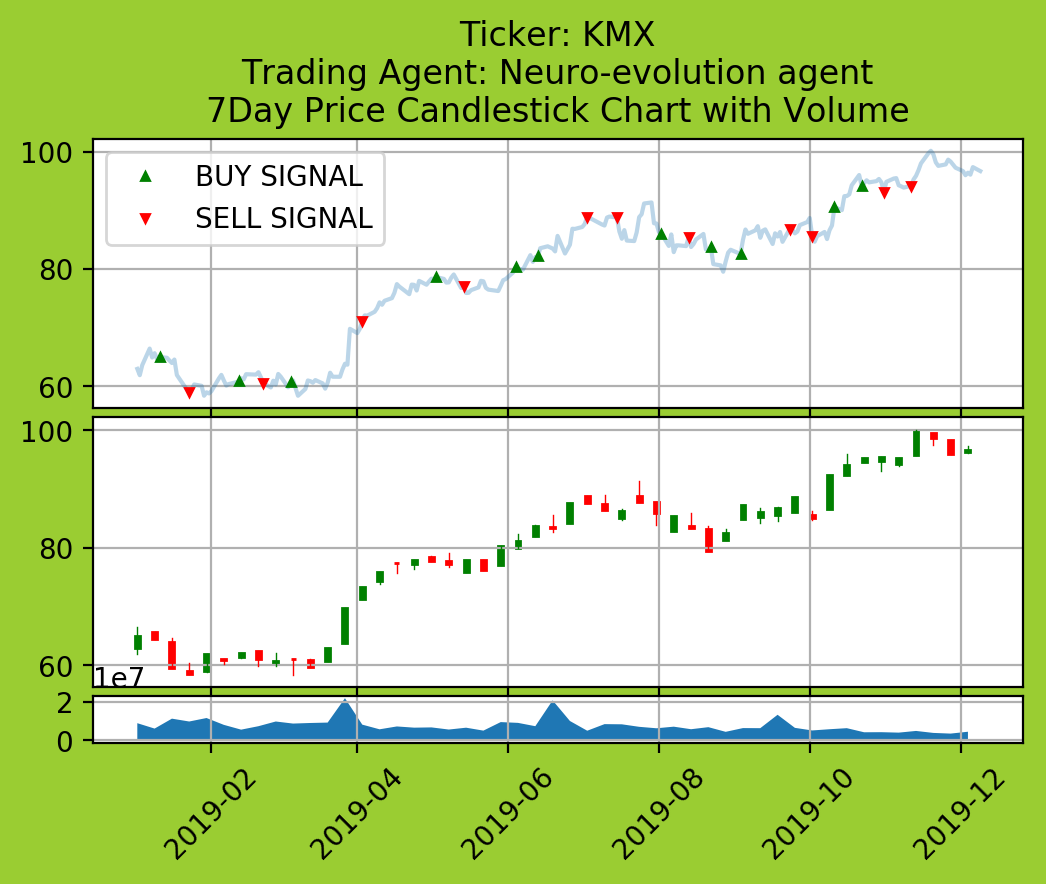 Ticker: KMX
Trading Agent: Neuro-evolution agent
7Day Price Candlestick Chart with Volume
100
80
60
BUY SIGNAL
SELL SIGNAL
100
80
60
1e7
2
0
2019-02
2019-04
2019-06
2019-08
2019-10
2019-12